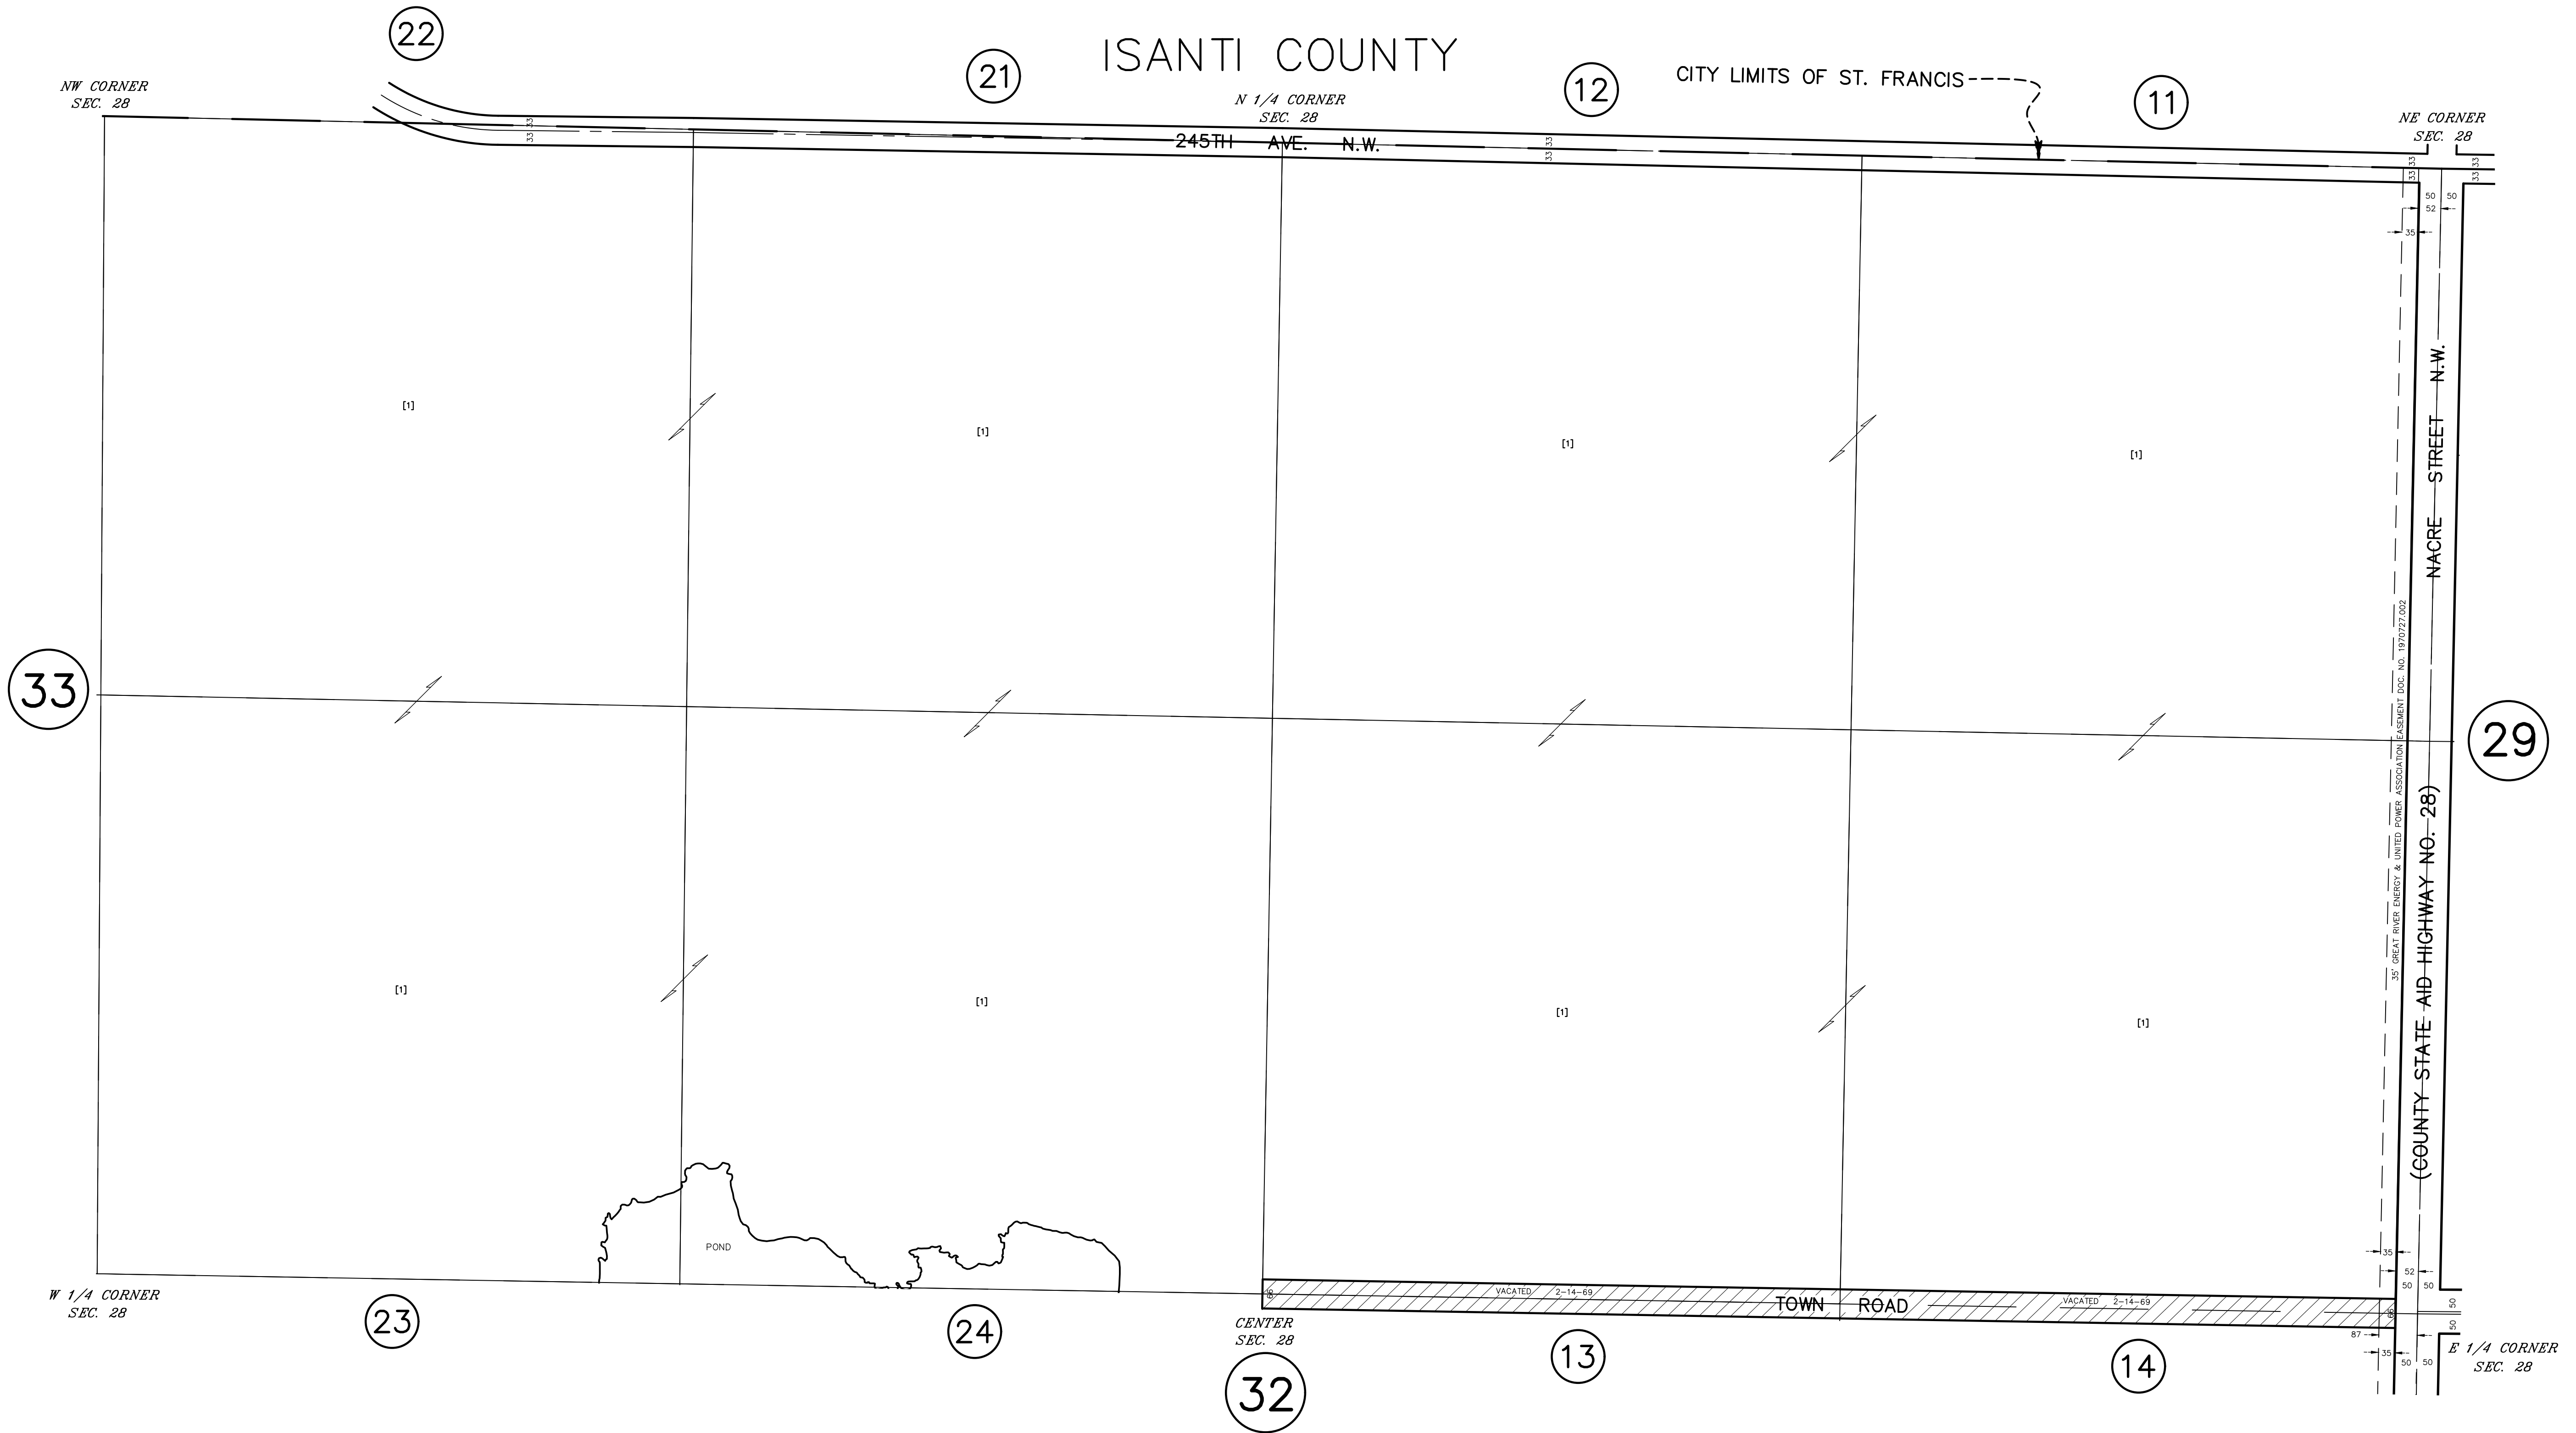 22
21
ISANTI COUNTY
12
CITY LIMITS OF ST. FRANCIS
11
NW CORNER
SEC. 28
N 1/4 CORNER
SEC. 28
NE CORNER
SEC. 28
33
33
245TH AVE. N.W.
33
33
33
33
33
33
50 50
52
35
[1]
[1]
[1]
[1]
NACRE STREET N.W.
(COUNTY STATE AID HIGHWAY NO. 28)
35' GREAT RIVER ENERGY & UNITED POWER ASSOCIATION EASEMENT DOC. NO. 1970727.002
33
29
[1]
[1]
[1]
[1]
POND
35
52
50 50
66
VACATED 2-14-69
TOWN ROAD
VACATED 2-14-69
66
50
50
87
35
50 50
W 1/4 CORNER
SEC. 28
23
24
CENTER
SEC. 28
32
13
14
E 1/4 CORNER
SEC. 28